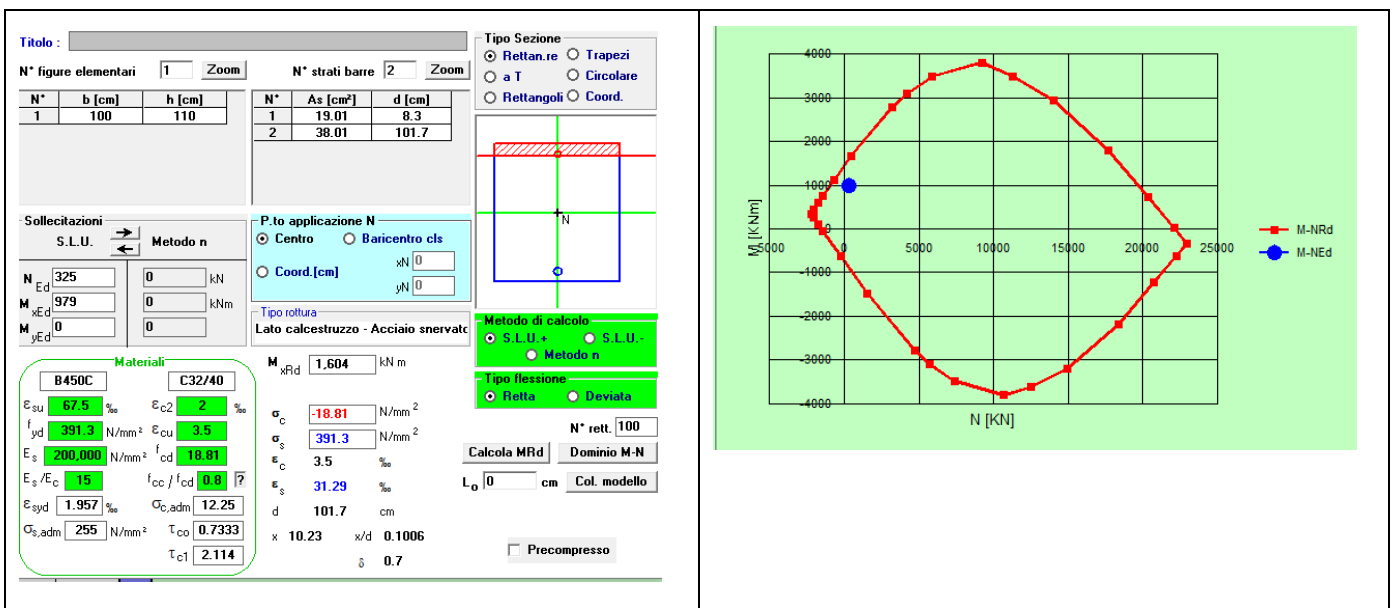 Titolo :
N° figure elementari 1 Zoom N° strati barre 2 Zoom
N° b [cm] h [cm]
1 100 110
N° As [cm²] d [cm]
1 19.01 8.3
2 38.01 101.7
Tipo Sezione
Rettan.re Trapezi
a T Circolare
Rettangoli Coord.
N
Sollecitazioni
S.L.U. Metodo n
N Ed 325 0 kN
M xEd 979 0 kNm
M yEd 0 0
P.to applicazione N
Centro Baricentro cls
Coord.[cm] xN 0
yN 0
Tipo rottura
Lato calcestruzzo - Acciaio snervato
Metodo di calcolo
S.L.U.+ S.L.U.-
Metodo n
Tipo flessione
Retta Deviata
N° rett. 100
Calcola MRd Dominio M-N
L₀ 0 cm Col. modello
Precompresso
Materiali
B450C C32/40
εsu 67.5 ‰ εc2 2 ‰
fyd 391.3 N/mm² εcu 3.5
Es 200,000 N/mm² fcd 18.81
Es/Ec 15 fcc / fcd 0.8 ?
εsyd 1.957 ‰ σc,adm 12.25
σs,adm 255 N/mm² τco 0.7333
τc1 2.114
M xRd 1,604 kN m
σc -18.81 N/mm²
σs 391.3 N/mm²
εc 3.5 ‰
εs 31.29 ‰
d 101.7 cm
x 10.23 x/d 0.1006
δ 0.7
4000
3000
2000
1000
0
-1000
-2000
-3000
-4000
M [KNm]
-5000 0 5000 10000 15000 20000 25000
N [KN]
M-NRd
M-NEd